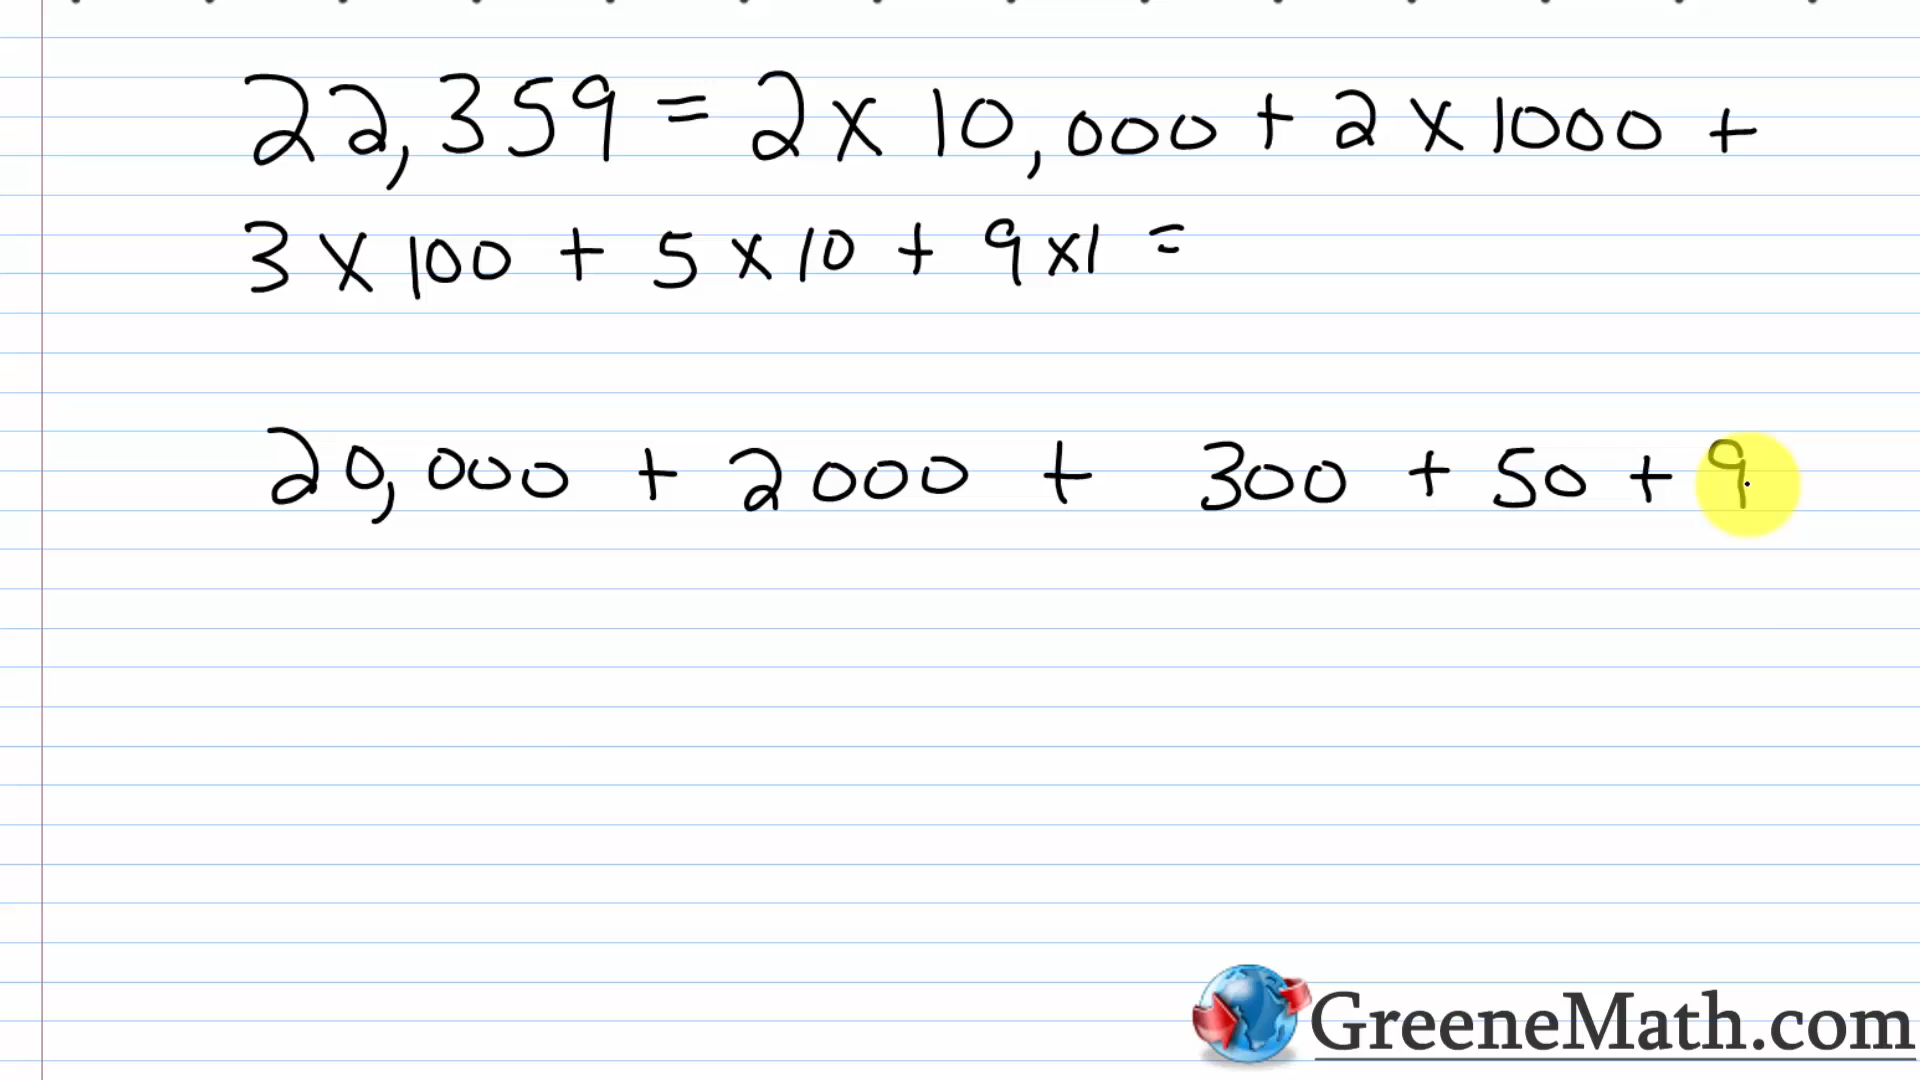 22,359 = 2 x 10,000 + 2 x 1000 +
3 x 100 + 5 x 10 + 9 x 1 =
20,000 + 2000 + 300 + 50 + 9
GreeneMath.com